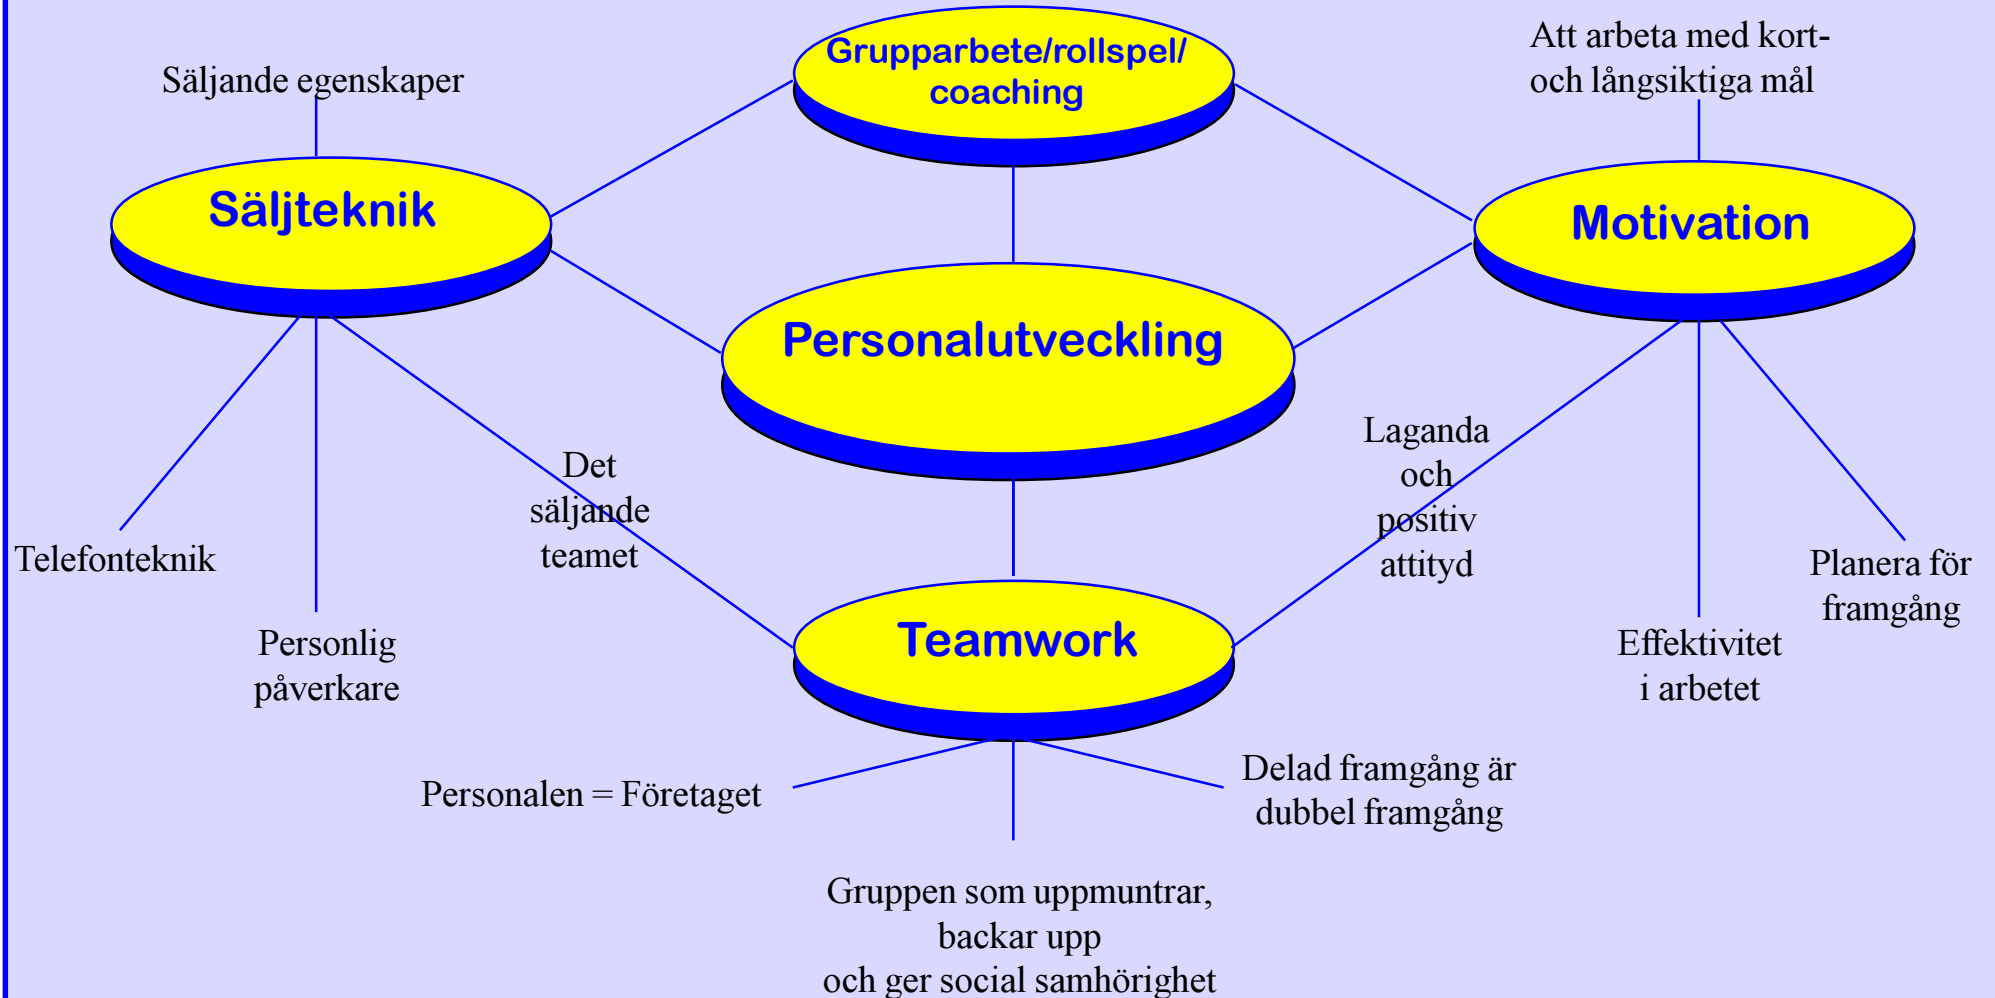 Grupparbete/rollspel/
coaching
Att arbeta med kort-
och långsiktiga mål
Säljande egenskaper
Säljteknik
Motivation
Personalutveckling
Det
säljande
teamet
Laganda
och
positiv
attityd
Telefonteknik
Planera för
framgång
Personlig
påverkare
Teamwork
Effektivitet
i arbetet
Personalen = Företaget
Delad framgång är
dubbel framgång
Gruppen som uppmuntrar,
backar upp
och ger social samhörighet